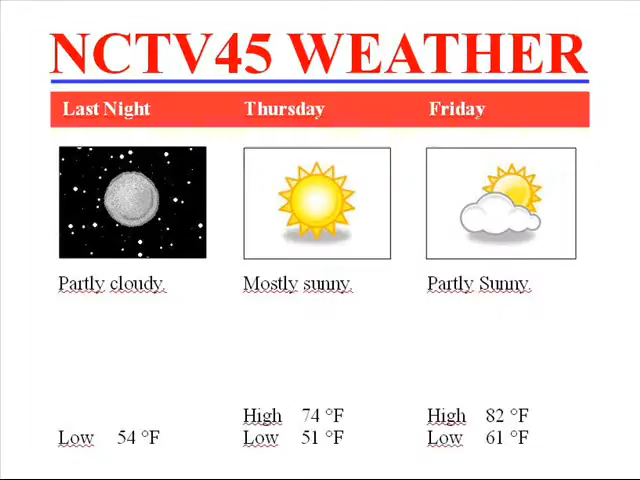 NCTV45 WEATHER
Last Night Thursday Friday
Partly cloudy. Mostly sunny. Partly Sunny.
High 74 °F High 82 °F
Low 54 °F Low 51 °F Low 61 °F